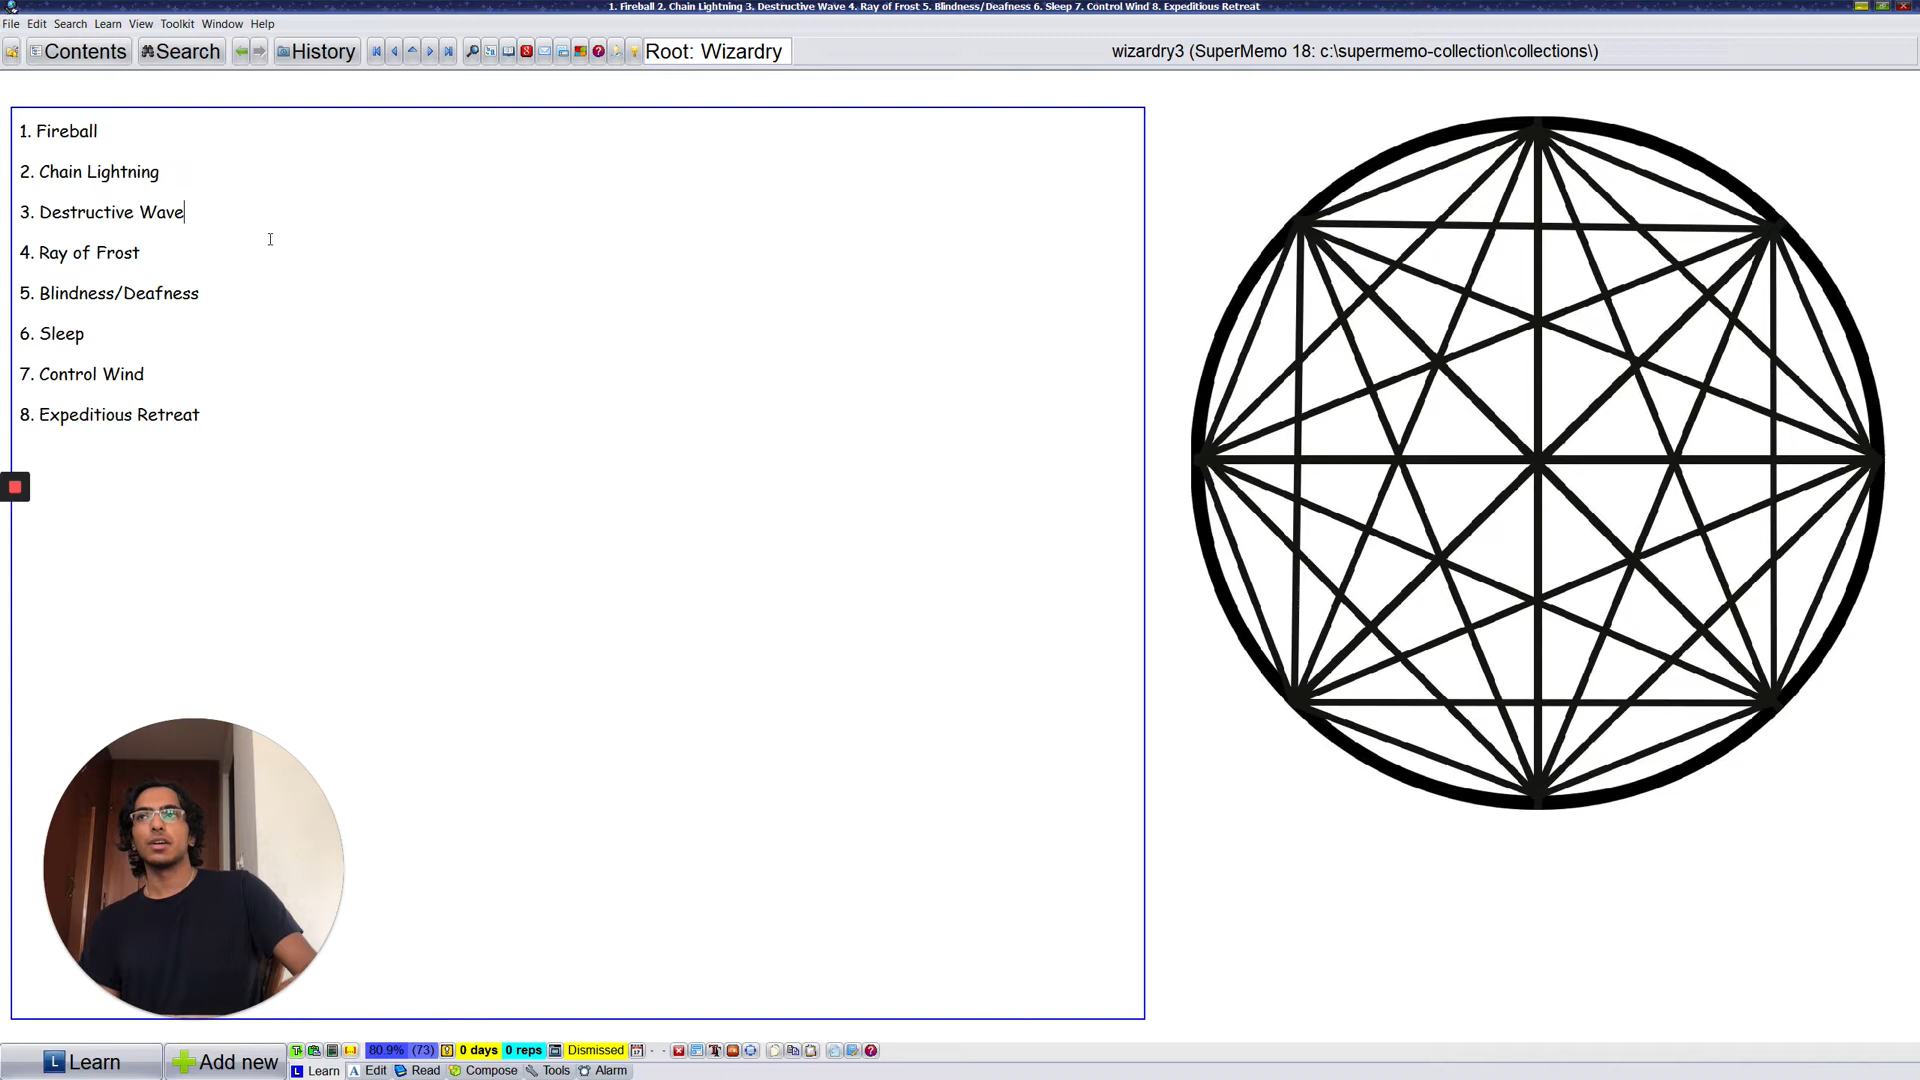 1. Fireball 2. Chain Lightning 3. Destructive Wave 4. Ray of Frost 5. Blindness/Deafness 6. Sleep 7. Control Wind 8. Expeditious Retreat
File Edit Search Learn View Toolkit Window Help
Contents Search History Root: Wizardry wizardry3 (SuperMemo 18: c:\supermemo-collection\collections\)
1. Fireball
2. Chain Lightning
3. Destructive Wave
4. Ray of Frost
5. Blindness/Deafness
6. Sleep
7. Control Wind
8. Expeditious Retreat
L Learn Add new
80.9% (73) 0 days 0 reps Dismissed
L Learn A Edit Read Compose Tools Alarm